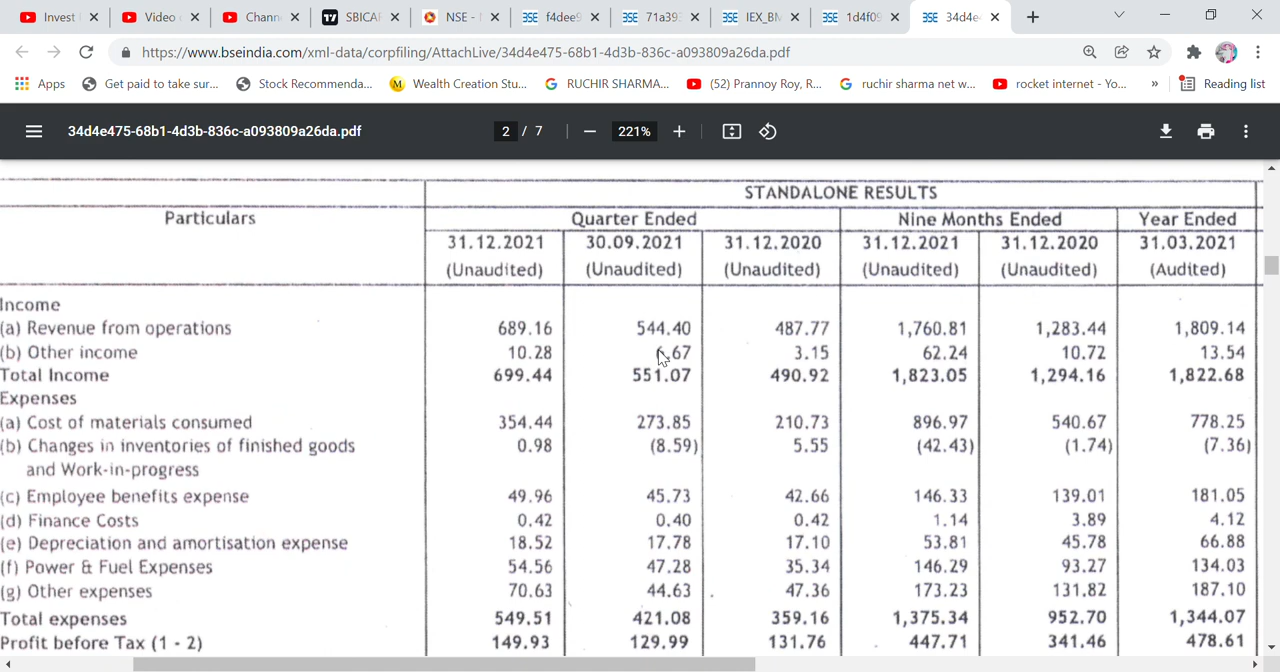 Invest
Video
Chann
SBICAF
NSE -
f4dee9
71a39
IEX_BM
1d4f09
34d4e
https://www.bseindia.com/xml-data/corpfiling/AttachLive/34d4e475-68b1-4d3b-836c-a093809a26da.pdf
Apps Get paid to take sur... Stock Recommenda... Wealth Creation Stu... RUCHIR SHARMA... (52) Prannoy Roy, R... ruchir sharma net w... rocket internet - Yo... » Reading list
34d4e475-68b1-4d3b-836c-a093809a26da.pdf 2 / 7 221%
STANDALONE RESULTS
Particulars Quarter Ended Nine Months Ended Year Ended
31.12.2021 30.09.2021 31.12.2020 31.12.2021 31.12.2020 31.03.2021
(Unaudited) (Unaudited) (Unaudited) (Unaudited) (Unaudited) (Audited)
Income
(a) Revenue from operations 689.16 544.40 487.77 1,760.81 1,283.44 1,809.14
(b) Other income 10.28 6.67 3.15 62.24 10.72 13.54
Total Income 699.44 551.07 490.92 1,823.05 1,294.16 1,822.68
Expenses
(a) Cost of materials consumed 354.44 273.85 210.73 896.97 540.67 778.25
(b) Changes in inventories of finished goods 0.98 (8.59) 5.55 (42.43) (1.74) (7.36)
and Work-in-progress
(c) Employee benefits expense 49.96 45.73 42.66 146.33 139.01 181.05
(d) Finance Costs 0.42 0.40 0.42 1.14 3.89 4.12
(e) Depreciation and amortisation expense 18.52 17.78 17.10 53.81 45.78 66.88
(f) Power & Fuel Expenses 54.56 47.28 35.34 146.29 93.27 134.03
(g) Other expenses 70.63 44.63 47.36 173.23 131.82 187.10
Total expenses 549.51 421.08 359.16 1,375.34 952.70 1,344.07
Profit before Tax (1 - 2) 149.93 129.99 131.76 447.71 341.46 478.61